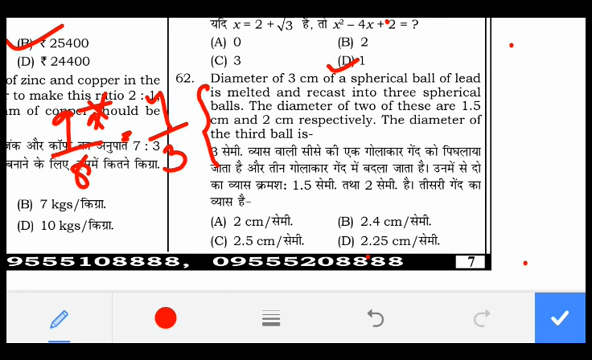 यदि x = 2 + √3 है, तो x² – 4x + 2 = ?
(A) 0 (B) 2
(C) 3 (D) 1
(B) ₹ 25400
(D) ₹ 24400
of zinc and copper in the
r to make this ratio 2 : 1,
am of copper should be
जंक और कॉपर का अनुपात 7 : 3
बनाने के लिए कितने किग्रा.
(B) 7 kgs/किग्रा.
(D) 10 kgs/किग्रा.
62. Diameter of 3 cm of a spherical ball of lead
is melted and recast into three spherical
balls. The diameter of two of these are 1.5
cm and 2 cm respectively. The diameter of
the third ball is-
3 सेमी. व्यास वाली सीसे की एक गोलाकार गेंद को पिघलाया
जाता है और तीन गोलाकार गेंद में बदला जाता है। उनमें से दो
का व्यास क्रमश: 1.5 सेमी. तथा 2 सेमी. है। तीसरी गेंद का
व्यास है-
(A) 2 cm/सेमी. (B) 2.4 cm/सेमी.
(C) 2.5 cm/सेमी. (D) 2.25 cm/सेमी.
9555108888, 09555208888 7